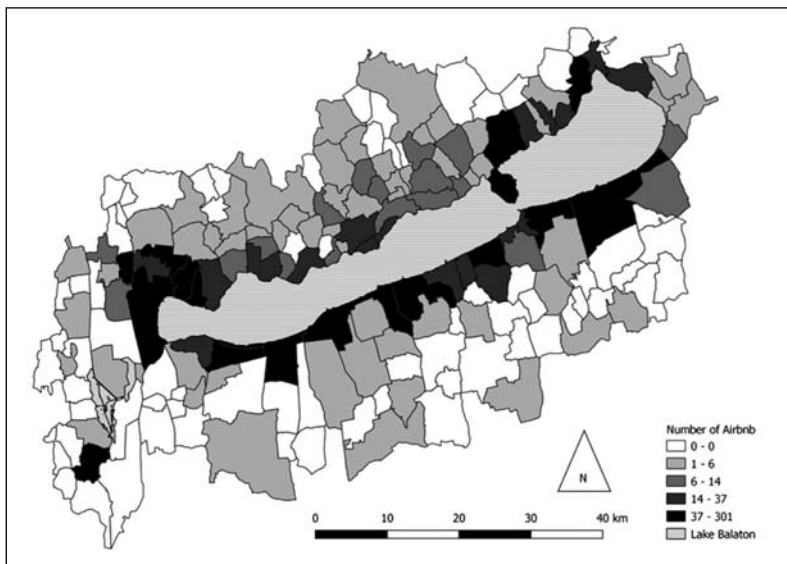 Number of Airbnb
0 - 0
1 - 6
6 - 14
14 - 37
37 - 301
Lake Balaton
N
0 10 20 30 40 km